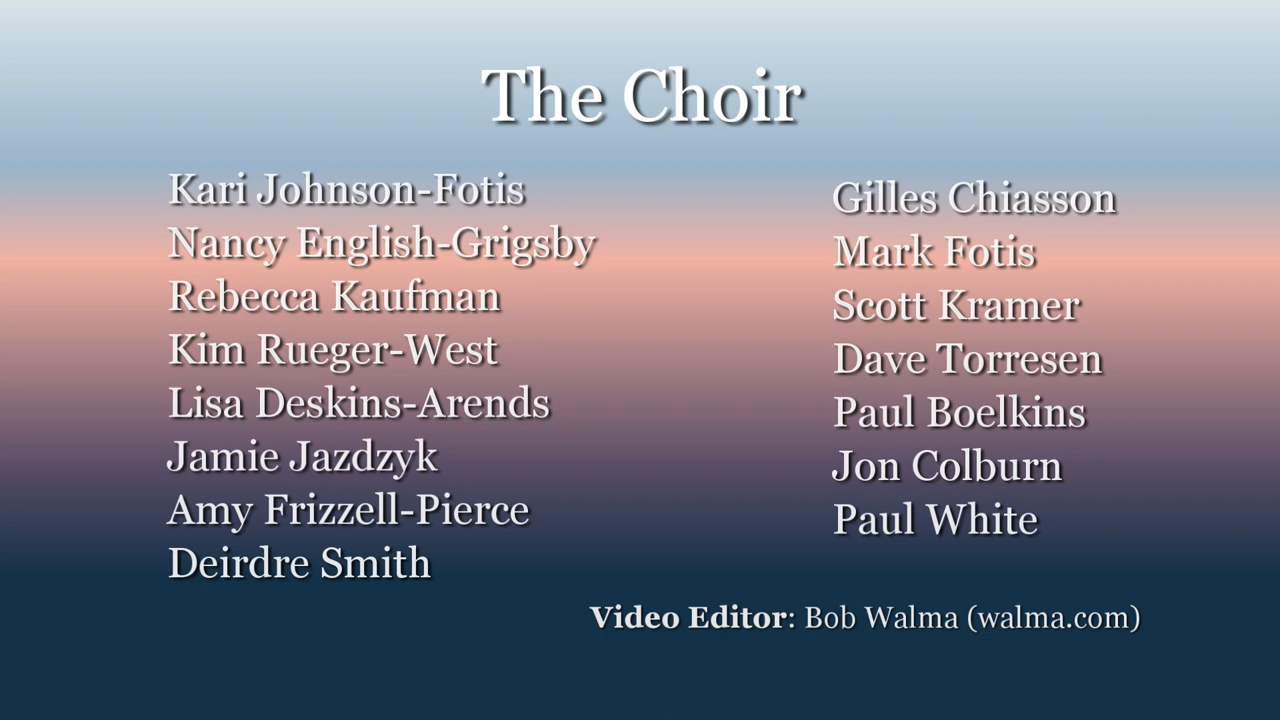 The Choir
Kari Johnson-Fotis
Nancy English-Grigsby
Rebecca Kaufman
Kim Rueger-West
Lisa Deskins-Arends
Jamie Jazdzyk
Amy Frizzell-Pierce
Deirdre Smith
Gilles Chiasson
Mark Fotis
Scott Kramer
Dave Torresen
Paul Boelkins
Jon Colburn
Paul White
Video Editor: Bob Walma (walma.com)